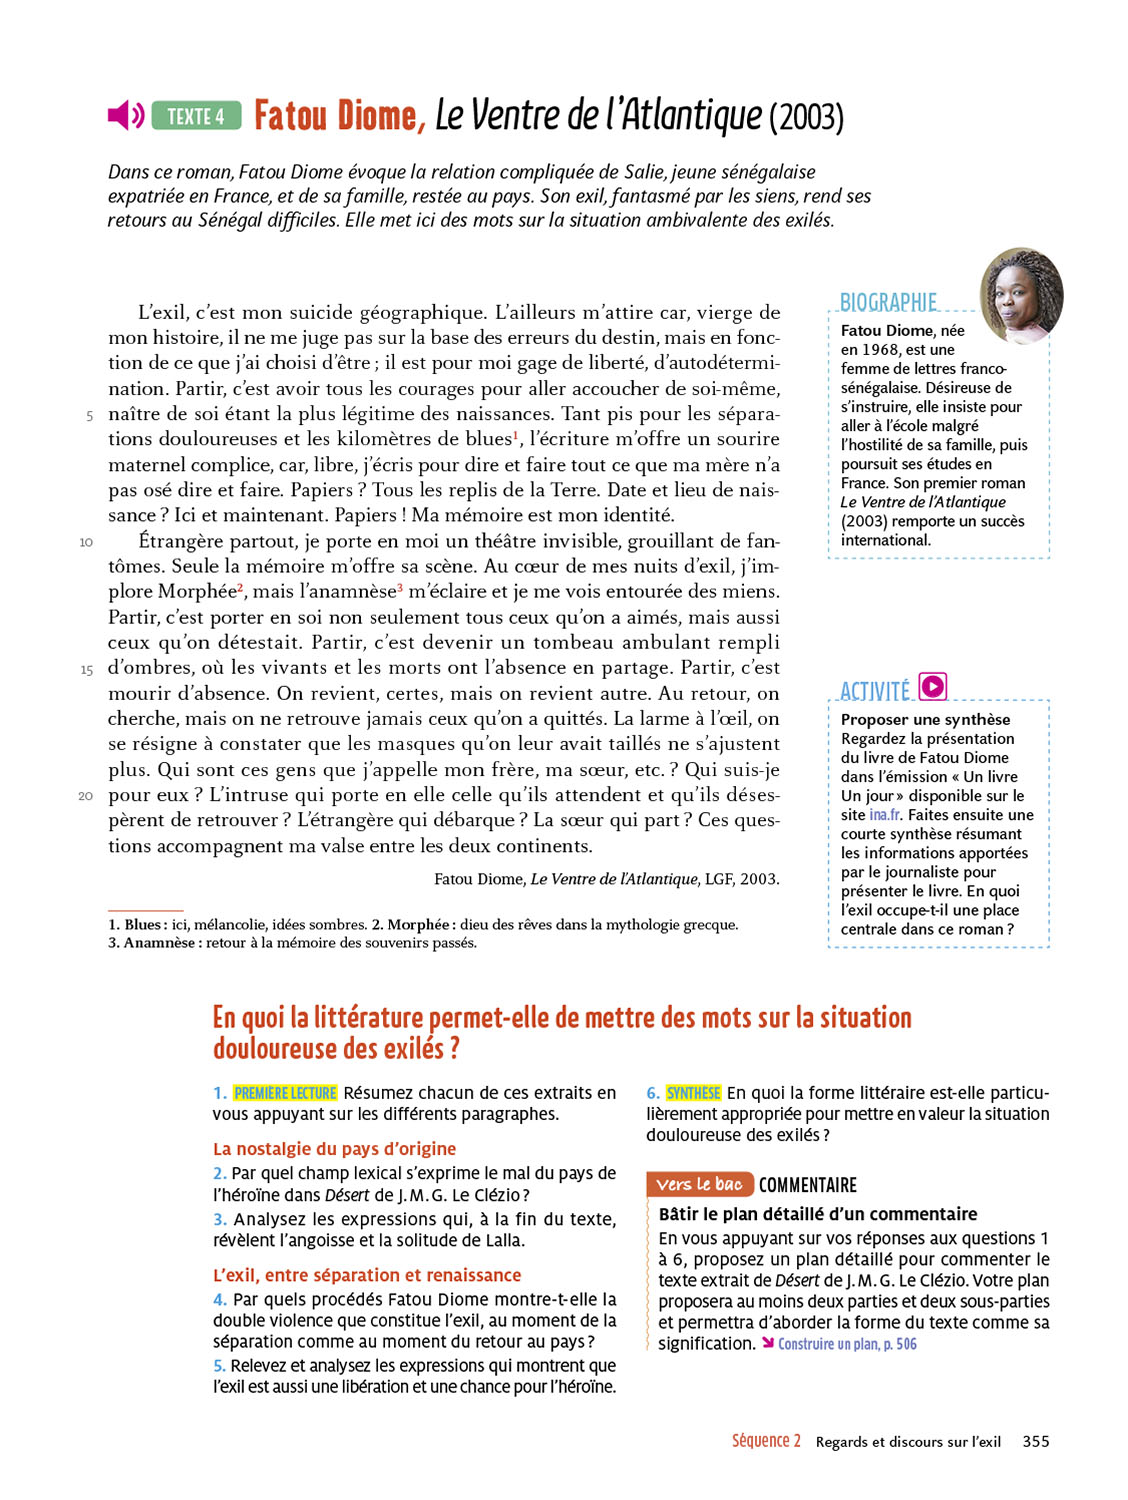 TEXTE 4 Fatou Diome, Le Ventre de l'Atlantique (2003)
Dans ce roman, Fatou Diome évoque la relation compliquée de Salie, jeune sénégalaise
expatriée en France, et de sa famille, restée au pays. Son exil, fantasmé par les siens, rend ses
retours au Sénégal difficiles. Elle met ici des mots sur la situation ambivalente des exilés.
L'exil, c'est mon suicide géographique. L'ailleurs m'attire car, vierge de
mon histoire, il ne me juge pas sur la base des erreurs du destin, mais en fonc-
tion de ce que j'ai choisi d'être ; il est pour moi gage de liberté, d'autodétermi-
nation. Partir, c'est avoir tous les courages pour aller accoucher de soi-même,
5 naître de soi étant la plus légitime des naissances. Tant pis pour les sépara-
tions douloureuses et les kilomètres de blues1, l'écriture m'offre un sourire
maternel complice, car, libre, j'écris pour dire et faire tout ce que ma mère n'a
pas osé dire et faire. Papiers ? Tous les replis de la Terre. Date et lieu de nais-
sance ? Ici et maintenant. Papiers ! Ma mémoire est mon identité.
10 Étrangère partout, je porte en moi un théâtre invisible, grouillant de fan-
tômes. Seule la mémoire m'offre sa scène. Au cœur de mes nuits d'exil, j'im-
plore Morphée2, mais l'anamnèse3 m'éclaire et je me vois entourée des miens.
Partir, c'est porter en soi non seulement tous ceux qu'on a aimés, mais aussi
ceux qu'on détestait. Partir, c'est devenir un tombeau ambulant rempli
15 d'ombres, où les vivants et les morts ont l'absence en partage. Partir, c'est
mourir d'absence. On revient, certes, mais on revient autre. Au retour, on
cherche, mais on ne retrouve jamais ceux qu'on a quittés. La larme à l'œil, on
se résigne à constater que les masques qu'on leur avait taillés ne s'ajustent
plus. Qui sont ces gens que j'appelle mon frère, ma sœur, etc. ? Qui suis-je
20 pour eux ? L'intruse qui porte en elle celle qu'ils attendent et qu'ils déses-
pèrent de retrouver ? L'étrangère qui débarque ? La sœur qui part ? Ces ques-
tions accompagnent ma valse entre les deux continents.
Fatou Diome, Le Ventre de l'Atlantique, LGF, 2003.
1. Blues : ici, mélancolie, idées sombres. 2. Morphée : dieu des rêves dans la mythologie grecque.
3. Anamnèse : retour à la mémoire des souvenirs passés.
BIOGRAPHIE
Fatou Diome, née
en 1968, est une
femme de lettres franco-
sénégalaise. Désireuse de
s'instruire, elle insiste pour
aller à l'école malgré
l'hostilité de sa famille, puis
poursuit ses études en
France. Son premier roman
Le Ventre de l'Atlantique
(2003) remporte un succès
international.
ACTIVITÉ
Proposer une synthèse
Regardez la présentation
du livre de Fatou Diome
dans l'émission « Un livre
Un jour » disponible sur le
site ina.fr. Faites ensuite une
courte synthèse résumant
les informations apportées
par le journaliste pour
présenter le livre. En quoi
l'exil occupe-t-il une place
centrale dans ce roman ?
En quoi la littérature permet-elle de mettre des mots sur la situation
douloureuse des exilés ?
1. PREMIÈRE LECTURE Résumez chacun de ces extraits en
vous appuyant sur les différents paragraphes.
La nostalgie du pays d'origine
2. Par quel champ lexical s'exprime le mal du pays de
l'héroïne dans Désert de J. M. G. Le Clézio ?
3. Analysez les expressions qui, à la fin du texte,
révèlent l'angoisse et la solitude de Lalla.
L'exil, entre séparation et renaissance
4. Par quels procédés Fatou Diome montre-t-elle la
double violence que constitue l'exil, au moment de la
séparation comme au moment du retour au pays ?
5. Relevez et analysez les expressions qui montrent que
l'exil est aussi une libération et une chance pour l'héroïne.
6. SYNTHÈSE En quoi la forme littéraire est-elle particu-
lièrement appropriée pour mettre en valeur la situation
douloureuse des exilés ?
Vers le bac COMMENTAIRE
Bâtir le plan détaillé d'un commentaire
En vous appuyant sur vos réponses aux questions 1
à 6, proposez un plan détaillé pour commenter le
texte extrait de Désert de J. M. G. Le Clézio. Votre plan
proposera au moins deux parties et deux sous-parties
et permettra d'aborder la forme du texte comme sa
signification. Construire un plan, p. 506
Séquence 2 Regards et discours sur l'exil 355